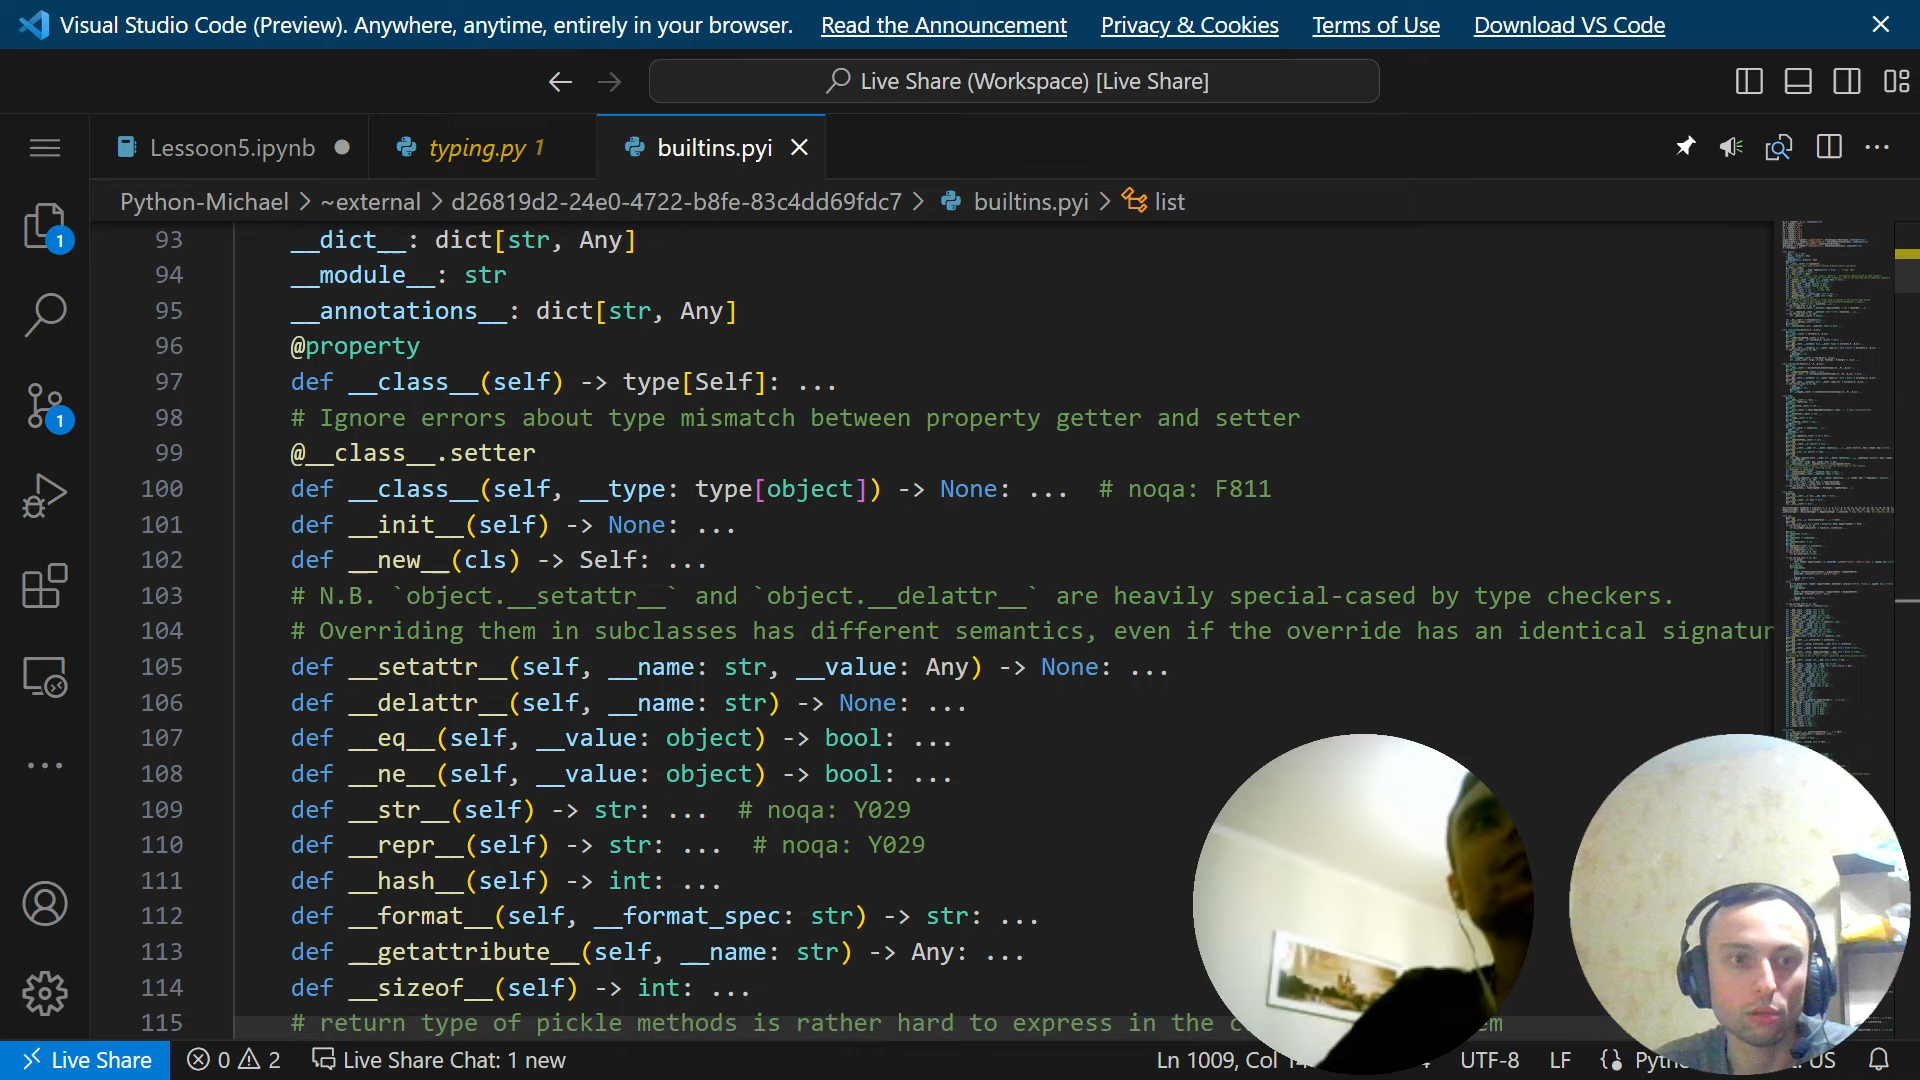 Visual Studio Code (Preview). Anywhere, anytime, entirely in your browser. Read the Announcement Privacy & Cookies Terms of Use Download VS Code
Live Share (Workspace) [Live Share]
Lessoon5.ipynb typing.py 1 builtins.pyi
Python-Michael > ~external > d26819d2-24e0-4722-b8fe-83c4dd69fdc7 > builtins.pyi > list
93 __dict__: dict[str, Any]
94 __module__: str
95 __annotations__: dict[str, Any]
96 @property
97 def __class__(self) -> type[Self]: ...
98 # Ignore errors about type mismatch between property getter and setter
99 @__class__.setter
100 def __class__(self, __type: type[object]) -> None: ...  # noqa: F811
101 def __init__(self) -> None: ...
102 def __new__(cls) -> Self: ...
103 # N.B. `object.__setattr__` and `object.__delattr__` are heavily special-cased by type checkers.
104 # Overriding them in subclasses has different semantics, even if the override has an identical signatur
105 def __setattr__(self, __name: str, __value: Any) -> None: ...
106 def __delattr__(self, __name: str) -> None: ...
107 def __eq__(self, __value: object) -> bool: ...
108 def __ne__(self, __value: object) -> bool: ...
109 def __str__(self) -> str: ...  # noqa: Y029
110 def __repr__(self) -> str: ...  # noqa: Y029
111 def __hash__(self) -> int: ...
112 def __format__(self, __format_spec: str) -> str: ...
113 def __getattribute__(self, __name: str) -> Any: ...
114 def __sizeof__(self) -> int: ...
115 # return type of pickle methods is rather hard to express in the
1
1
Live Share 0 2 Live Share Chat: 1 new Ln 1009, Col UTF-8 LF US